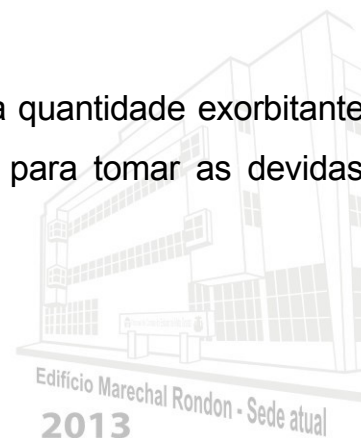 a quantidade exorbitante
para tomar as devidas
Edifício Marechal Rondon - Sede atual
2013